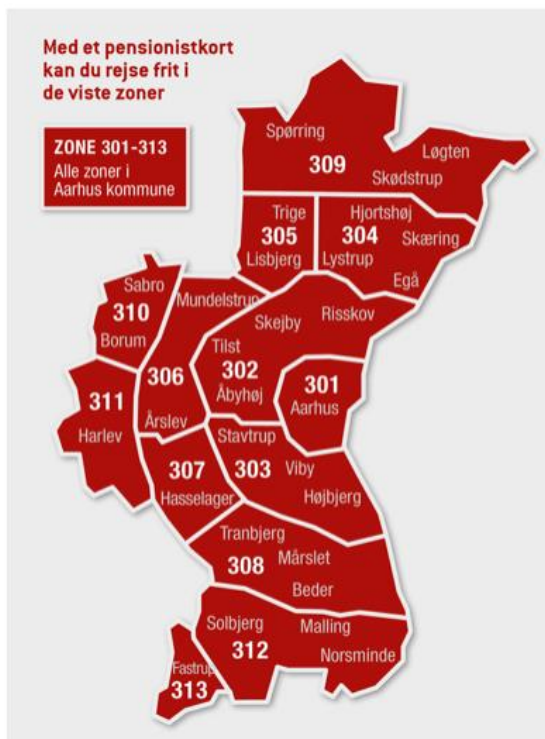 Med et pensionistkort
kan du rejse frit i
de viste zoner
ZONE 301-313
Alle zoner i
Aarhus kommune
Spørring
Løgten
309
Skødstrup
Trige
305
Lisbjerg
Hjortshøj
304
Skæring
Lystrup
Egå
Sabro
310
Borum
Mundelstrup
Skejby
Risskov
Tilst
302
Åbyhøj
301
Aarhus
306
Årslev
311
Harlev
Stavtrup
303
Viby
Højbjerg
307
Hasselager
Tranbjerg
308
Mårslet
Beder
Solbjerg
312
Malling
Norsminde
Fastrup
313